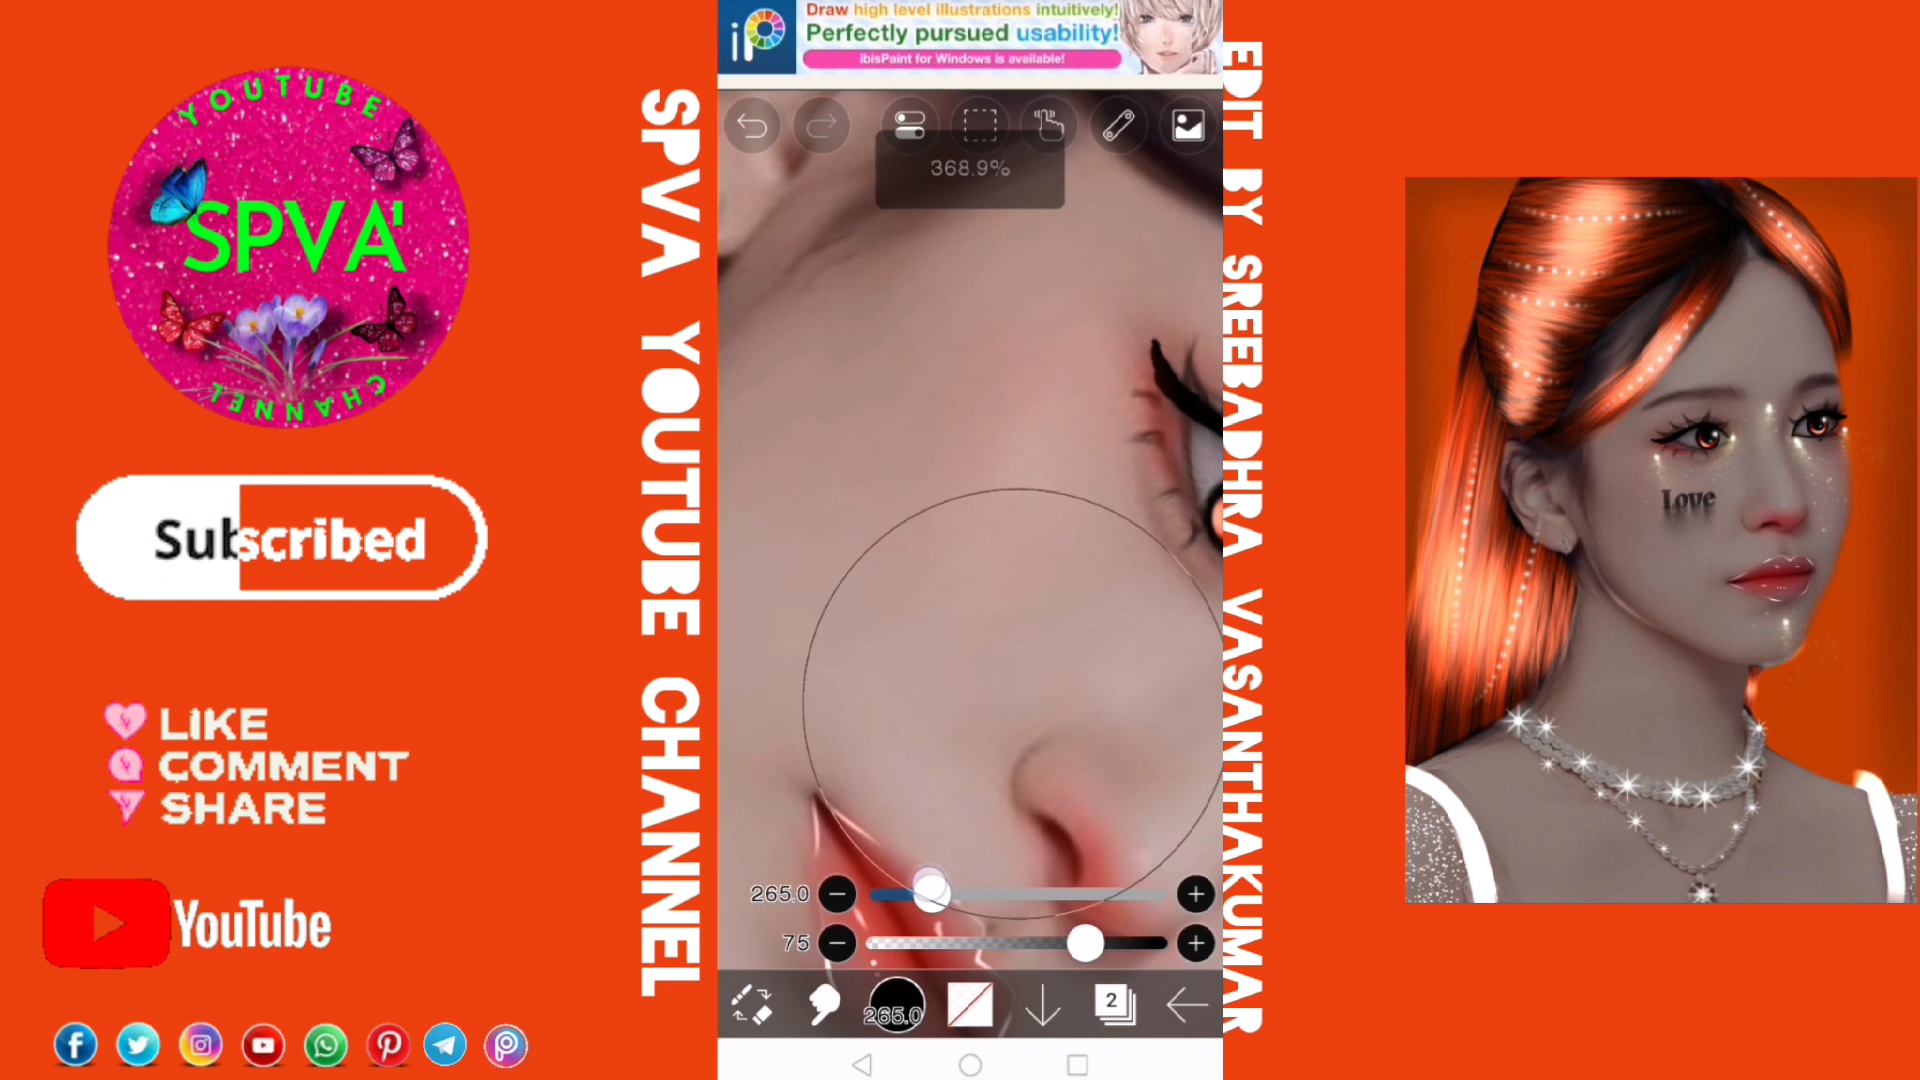 YOUTUBE
SPVA'
CHANNEL
Subscribed
LIKE
COMMENT
SHARE
YouTube
SPVA YOUTUBE CHANNEL
iP
Draw high level illustrations intuitively!
Perfectly pursued usability!
ibisPaint for Windows is available!
368.9%
265.0
75
265.0
2
EDIT BY SREEBADHRA VASANTHAKUMAR
Love